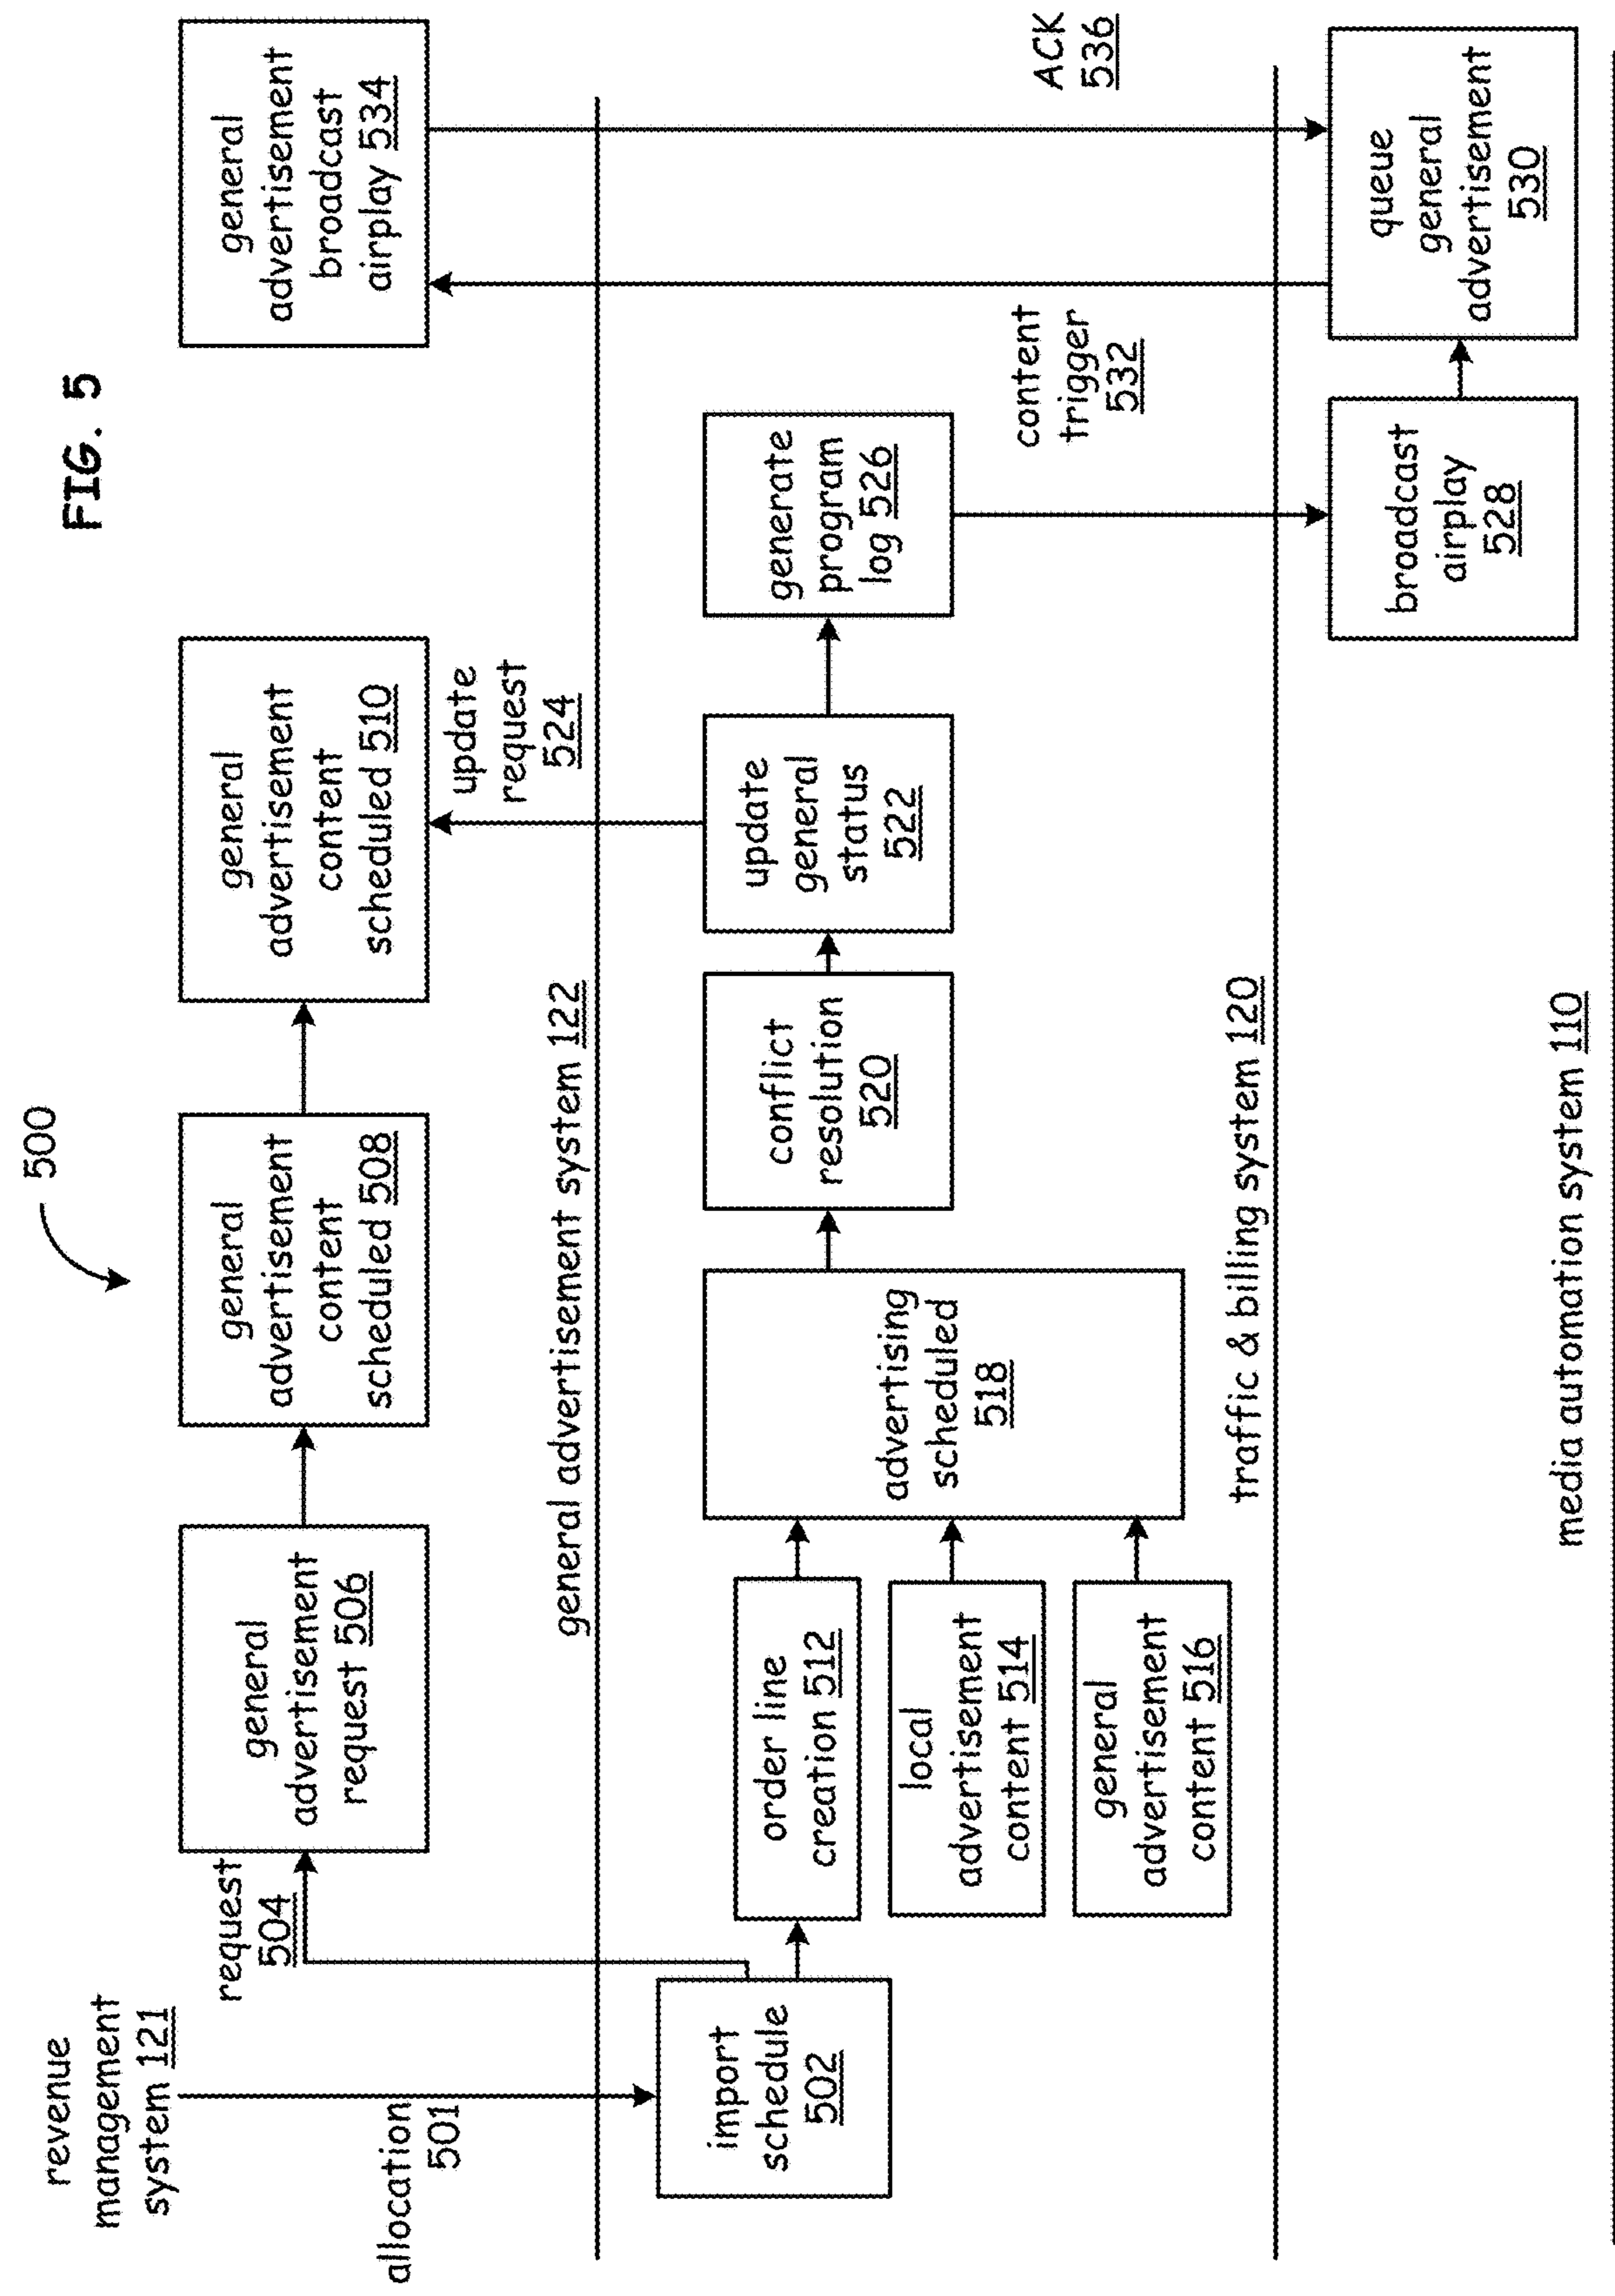 FIG. 5
500
revenue
management
system 121
allocation
501
request
504
general
advertisement
request 506
general
advertisement
content
scheduled 508
general
advertisement
content
scheduled 510
general
advertisement
broadcast
airplay 534
update
request
524
general advertisement system 122
import
schedule
502
order line
creation 512
local
advertisement
content 514
general
advertisement
content 516
advertising
scheduled
518
conflict
resolution
520
update
general
status
522
generate
program
log 526
content
trigger
532
ACK
536
traffic & billing system 120
broadcast
airplay
528
queue
general
advertisement
530
media automation system 110